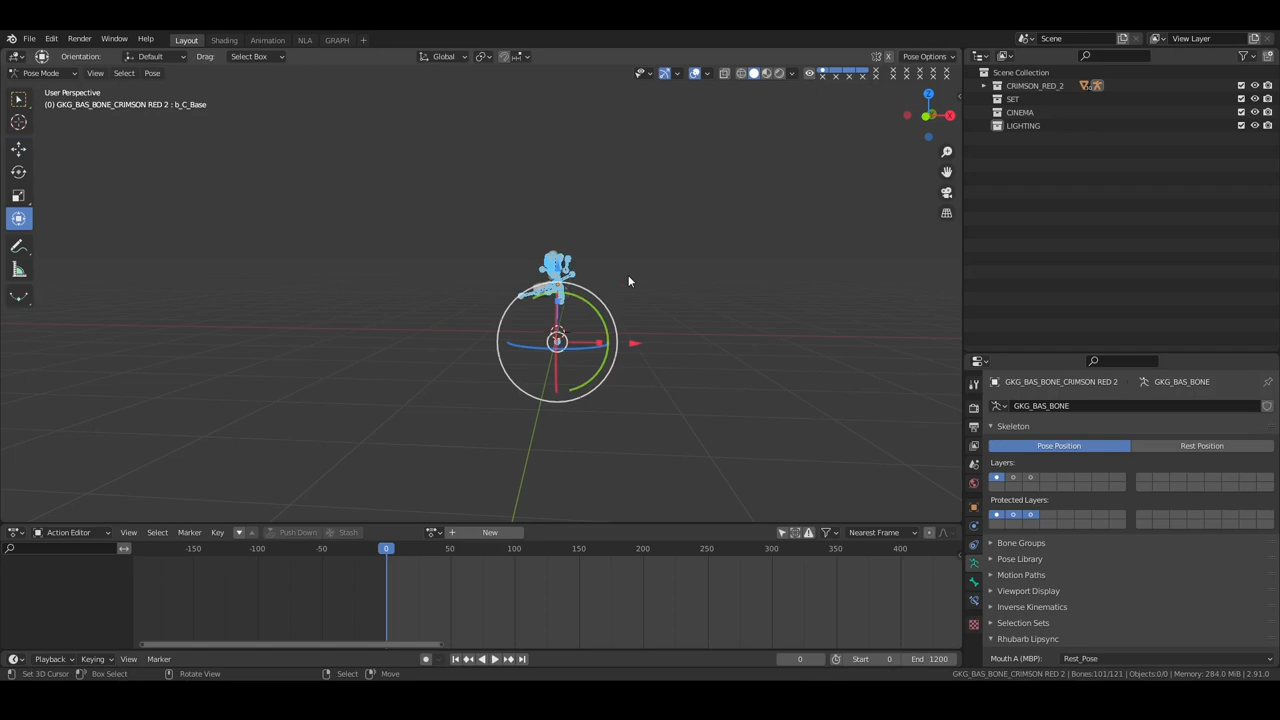 File Edit Render Window Help Layout Shading Animation NLA GRAPH + Scene View Layer
Orientation: Default Drag: Select Box Global Pose Options
Pose Mode View Select Pose
User Perspective
(0) GKG_BAS_BONE_CRIMSON RED 2 : b_C_Base
Z
X
Scene Collection
CRIMSON_RED_2
SET
CINEMA
LIGHTING
GKG_BAS_BONE_CRIMSON RED 2 GKG_BAS_BONE
GKG_BAS_BONE
Skeleton
Pose Position Rest Position
Layers:
Protected Layers:
Bone Groups
Pose Library
Motion Paths
Viewport Display
Inverse Kinematics
Selection Sets
Rhubarb Lipsync
Mouth A (MBP): Rest_Pose
Action Editor View Select Marker Key Push Down Stash New Nearest Frame
-150 -100 -50 0 50 100 150 200 250 300 350 400
Playback Keying View Marker 0 Start 0 End 1200
Set 3D Cursor Box Select Rotate View Select Move GKG_BAS_BONE_CRIMSON RED 2 | Bones:101/121 | Objects:0/0 | Memory: 284.0 MiB | 2.91.0